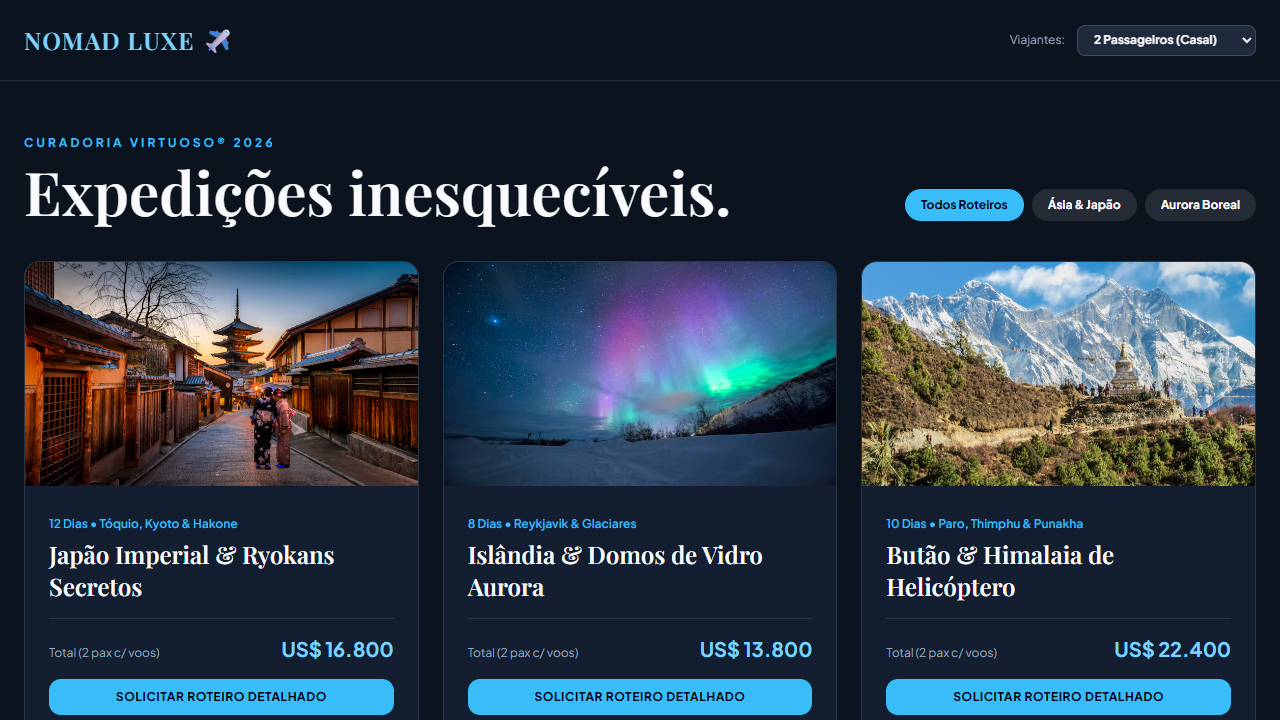 NOMAD LUXE ✈️
Viajantes:
2 Passageiros (Casal)
CURADORIA VIRTUOSO® 2026
Expedições inesquecíveis.
Todos Roteiros
Ásia & Japão
Aurora Boreal
12 Dias • Tóquio, Kyoto & Hakone
Japão Imperial & Ryokans
Secretos
Total (2 pax c/ voos)
US$ 16.800
SOLICITAR ROTEIRO DETALHADO
8 Dias • Reykjavik & Glaciares
Islândia & Domos de Vidro
Aurora
Total (2 pax c/ voos)
US$ 13.800
SOLICITAR ROTEIRO DETALHADO
10 Dias • Paro, Thimphu & Punakha
Butão & Himalaia de
Helicóptero
Total (2 pax c/ voos)
US$ 22.400
SOLICITAR ROTEIRO DETALHADO